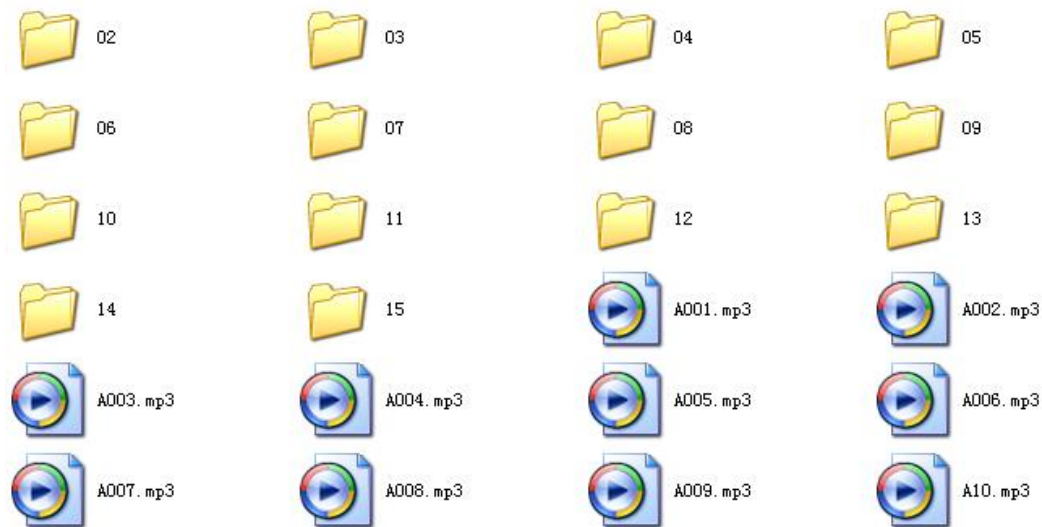 02 03 04 05
06 07 08 09
10 11 12 13
14 15 A001.mp3 A002.mp3
A003.mp3 A004.mp3 A005.mp3 A006.mp3
A007.mp3 A008.mp3 A009.mp3 A10.mp3